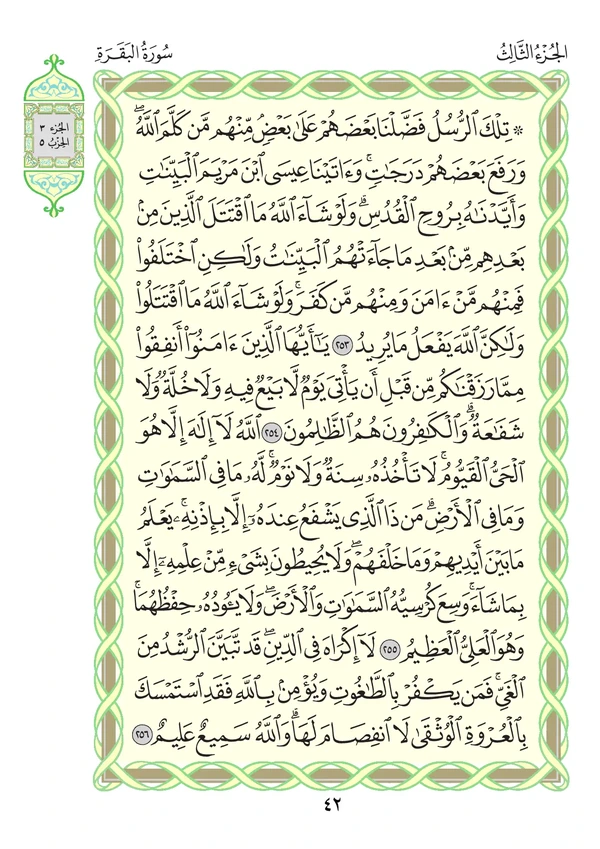 الجُزْءُ الثَّالِثُ
سُورَةُ البَقَرَةِ
الجُزء ٣
الحِزْبُ ٥
* تِلْكَ ٱلرُّسُلُ فَضَّلْنَا بَعْضَهُمْ عَلَىٰ بَعْضٍۘ مِّنْهُم مَّن كَلَّمَ ٱللَّهُۖ
وَرَفَعَ بَعْضَهُمْ دَرَجَٰتٍۚ وَءَاتَيْنَا عِيسَى ٱبْنَ مَرْيَمَ ٱلْبَيِّنَٰتِ
وَأَيَّدْنَٰهُ بِرُوحِ ٱلْقُدُسِۗ وَلَوْ شَآءَ ٱللَّهُ مَا ٱقْتَتَلَ ٱلَّذِينَ مِنۢ
بَعْدِهِم مِّنۢ بَعْدِ مَا جَآءَتْهُمُ ٱلْبَيِّنَٰتُ وَلَٰكِنِ ٱخْتَلَفُوا۟
فَمِنْهُم مَّنْ ءَامَنَ وَمِنْهُم مَّن كَفَرَۚ وَلَوْ شَآءَ ٱللَّهُ مَا ٱقْتَتَلُوا۟
وَلَٰكِنَّ ٱللَّهَ يَفْعَلُ مَا يُرِيدُ ٢٥٣ يَٰٓأَيُّهَا ٱلَّذِينَ ءَامَنُوٓا۟ أَنفِقُوا۟
مِمَّا رَزَقْنَٰكُم مِّن قَبْلِ أَن يَأْتِىَ يَوْمٌ لَّا بَيْعٌ فِيهِ وَلَا خُلَّةٌ وَلَا
شَفَٰعَةٌۗ وَٱلْكَٰفِرُونَ هُمُ ٱلظَّٰلِمُونَ ٢٥٤ ٱللَّهُ لَآ إِلَٰهَ إِلَّا هُوَ
ٱلْحَىُّ ٱلْقَيُّومُۚ لَا تَأْخُذُهُۥ سِنَةٌ وَلَا نَوْمٌۚ لَّهُۥ مَا فِى ٱلسَّمَٰوَٰتِ
وَمَا فِى ٱلْأَرْضِۗ مَن ذَا ٱلَّذِى يَشْفَعُ عِندَهُۥٓ إِلَّا بِإِذْنِهِۦۚ يَعْلَمُ
مَا بَيْنَ أَيْدِيهِمْ وَمَا خَلْفَهُمْۖ وَلَا يُحِيطُونَ بِشَىْءٍ مِّنْ عِلْمِهِۦٓ إِلَّا
بِمَا شَآءَۚ وَسِعَ كُرْسِيُّهُ ٱلسَّمَٰوَٰتِ وَٱلْأَرْضَۖ وَلَا يَـُٔودُهُۥ حِفْظُهُمَاۚ
وَهُوَ ٱلْعَلِىُّ ٱلْعَظِيمُ ٢٥٥ لَآ إِكْرَاهَ فِى ٱلدِّينِۖ قَد تَّبَيَّنَ ٱلرُّشْدُ مِنَ
ٱلْغَىِّۚ فَمَن يَكْفُرْ بِٱلطَّٰغُوتِ وَيُؤْمِنۢ بِٱللَّهِ فَقَدِ ٱسْتَمْسَكَ
بِٱلْعُرْوَةِ ٱلْوُثْقَىٰ لَا ٱنفِصَامَ لَهَاۗ وَٱللَّهُ سَمِيعٌ عَلِيمٌ ٢٥٦
٤٢